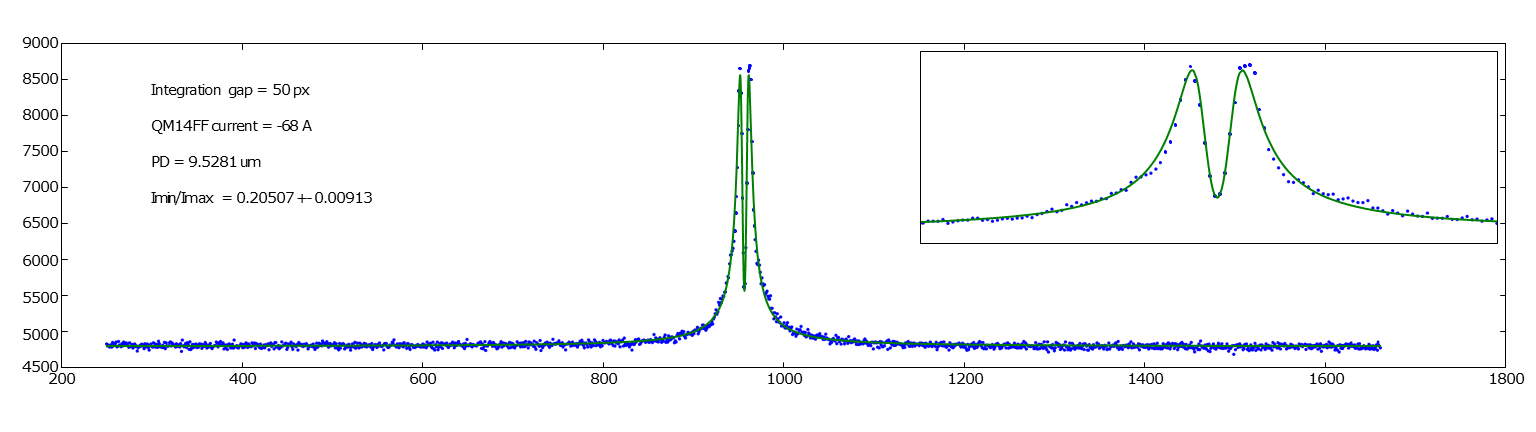 9000
8500
8000
7500
7000
6500
6000
5500
5000
4500
Integration gap = 50 px
QM14FF current = -68 A
PD = 9.5281 um
Imin/Imax = 0.20507 +- 0.00913
200 400 600 800 1000 1200 1400 1600 1800